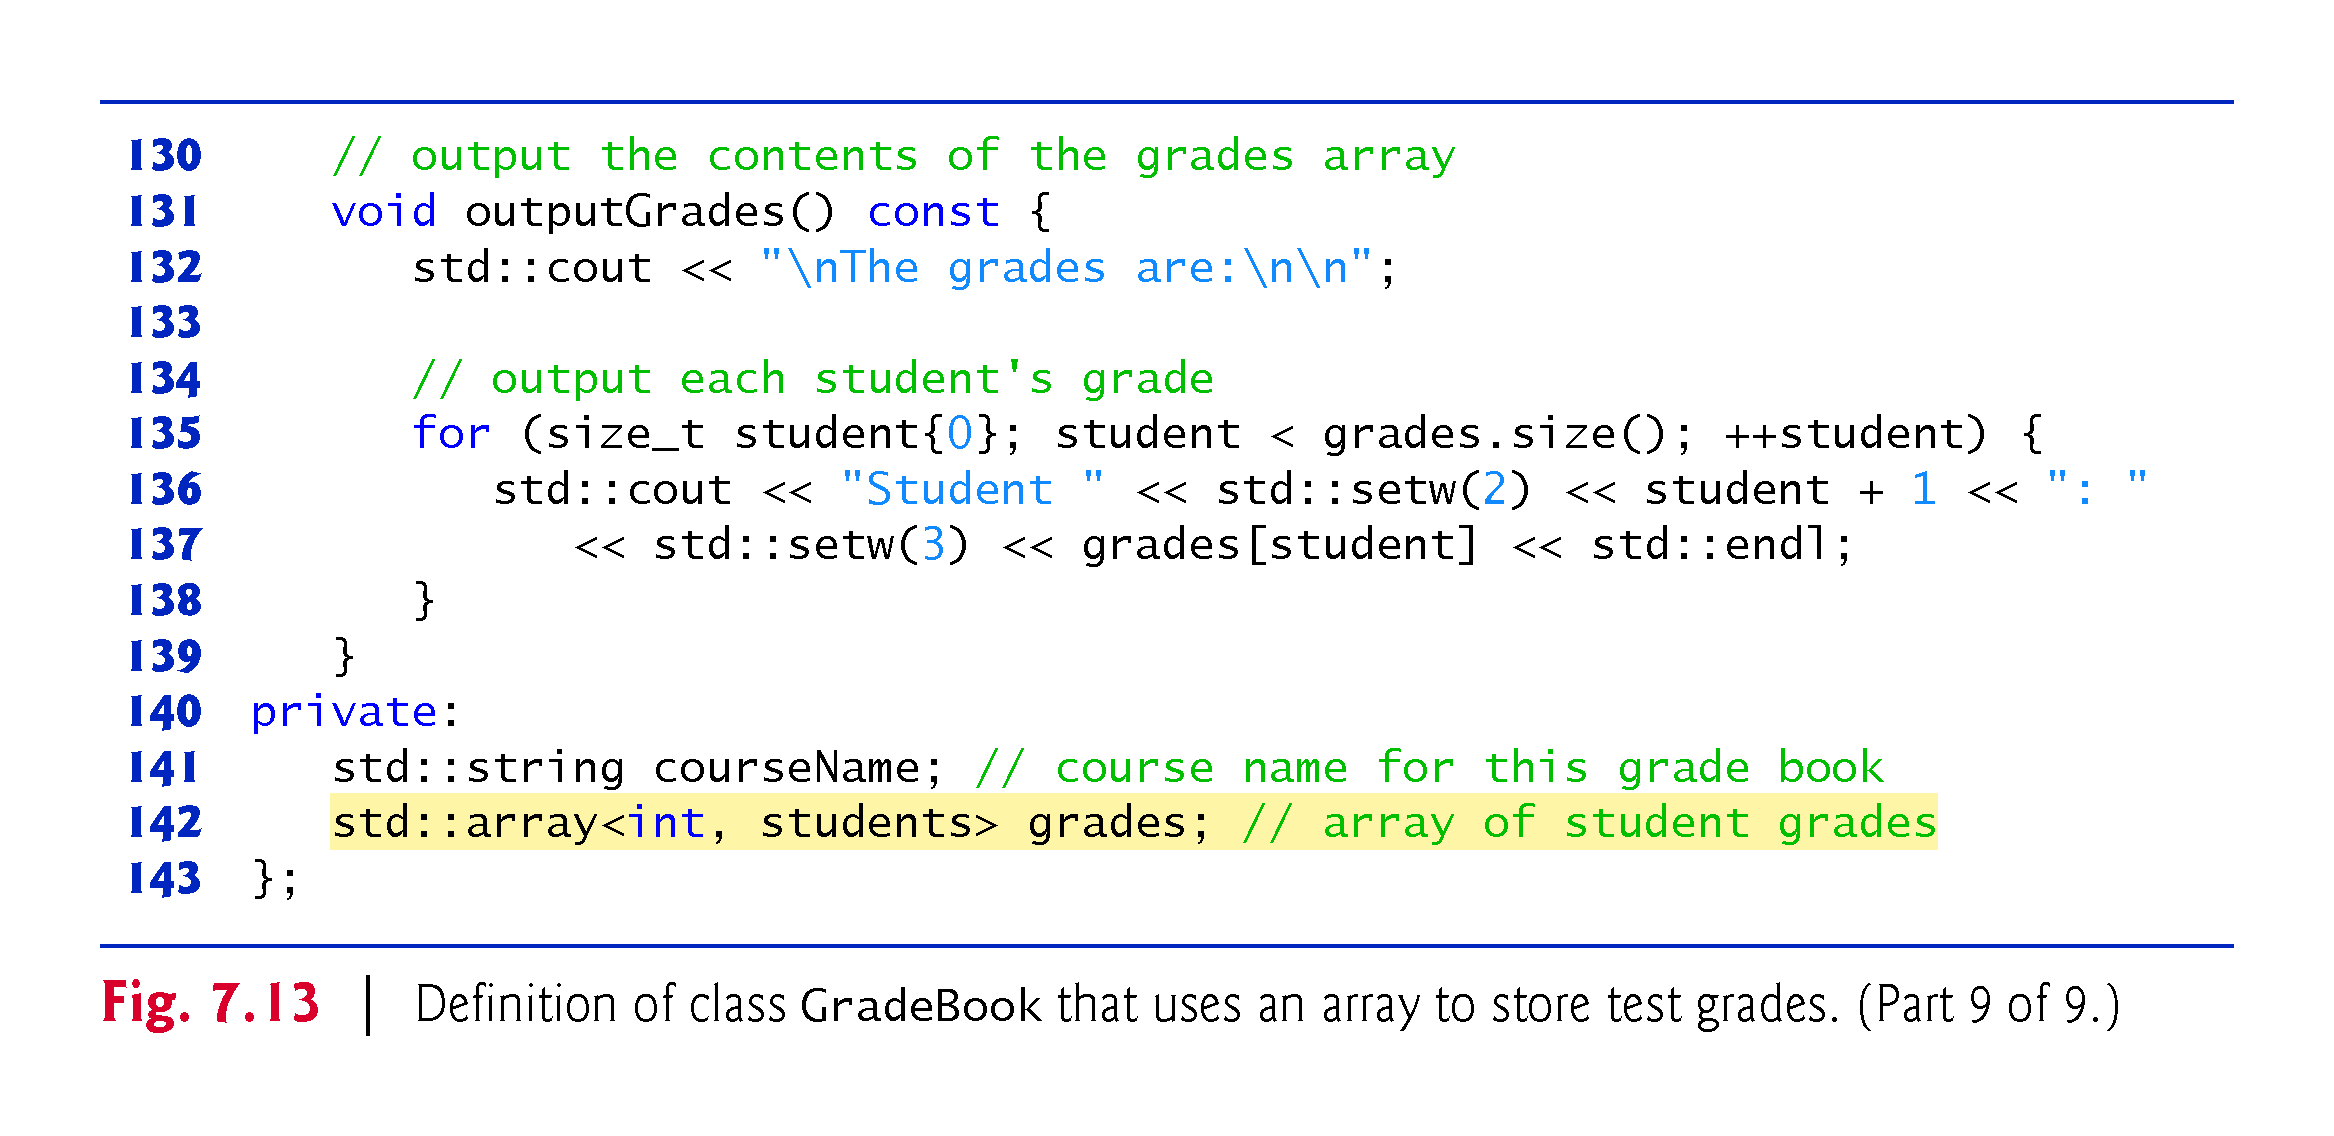 130 // output the contents of the grades array
131 void outputGrades() const {
132 std::cout << "\nThe grades are:\n\n";
133
134 // output each student's grade
135 for (size_t student{0}; student < grades.size(); ++student) {
136 std::cout << "Student " << std::setw(2) << student + 1 << ": "
137 << std::setw(3) << grades[student] << std::endl;
138 }
139 }
140 private:
141 std::string courseName; // course name for this grade book
142 std::array<int, students> grades; // array of student grades
143 };
Fig. 7.13 | Definition of class GradeBook that uses an array to store test grades. (Part 9 of 9.)